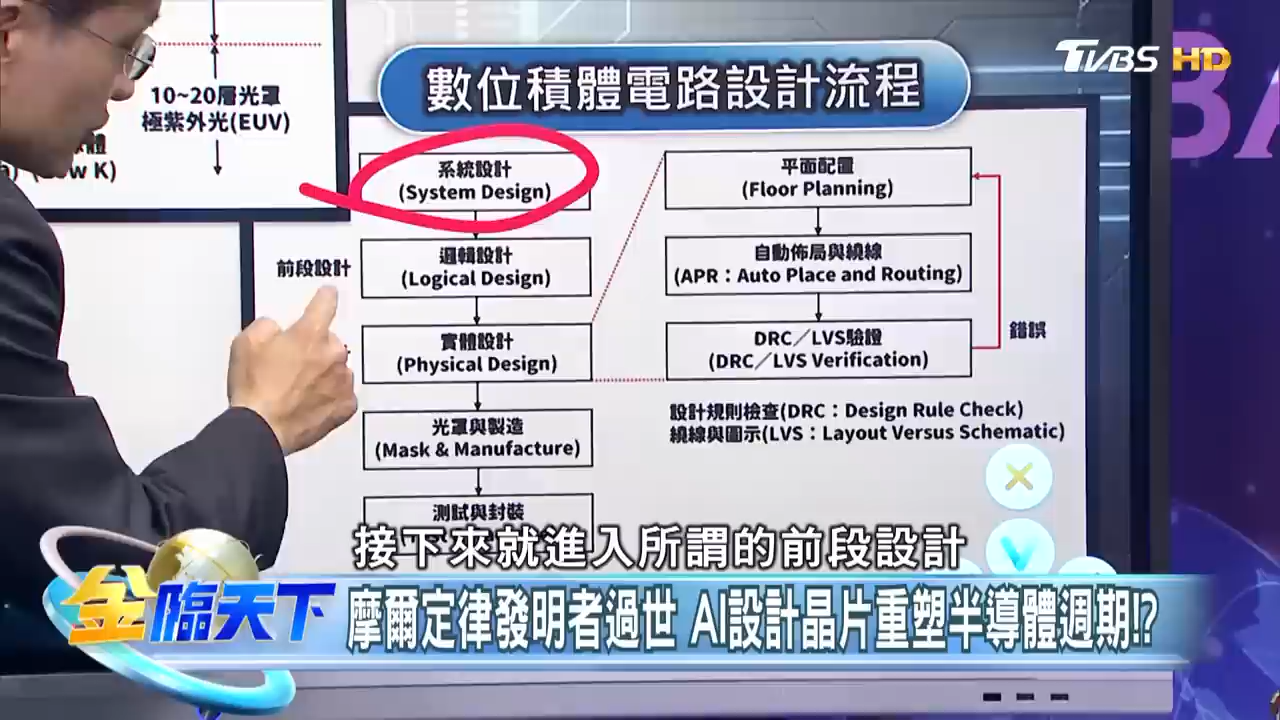 10~20層光罩
極紫外光(EUV)
TVBS HD
數位積體電路設計流程
系統設計
(System Design)
前段設計
邏輯設計
(Logical Design)
實體設計
(Physical Design)
光罩與製造
(Mask & Manufacture)
測試與封裝
平面配置
(Floor Planning)
自動佈局與繞線
(APR：Auto Place and Routing)
DRC／LVS驗證
(DRC／LVS Verification)
錯誤
設計規則檢查(DRC：Design Rule Check)
繞線與圖示(LVS：Layout Versus Schematic)
接下來就進入所謂的前段設計
金臨天下
摩爾定律發明者過世 AI設計晶片重塑半導體週期!?